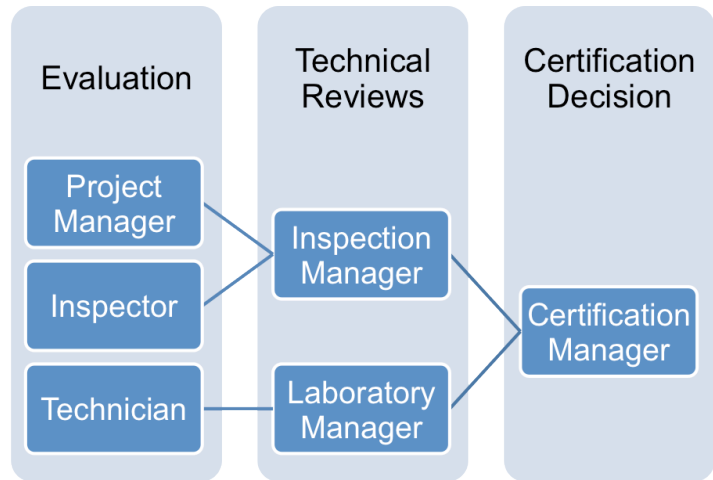 Evaluation
Technical
Reviews
Certification
Decision
Project
Manager
Inspector
Technician
Inspection
Manager
Laboratory
Manager
Certification
Manager